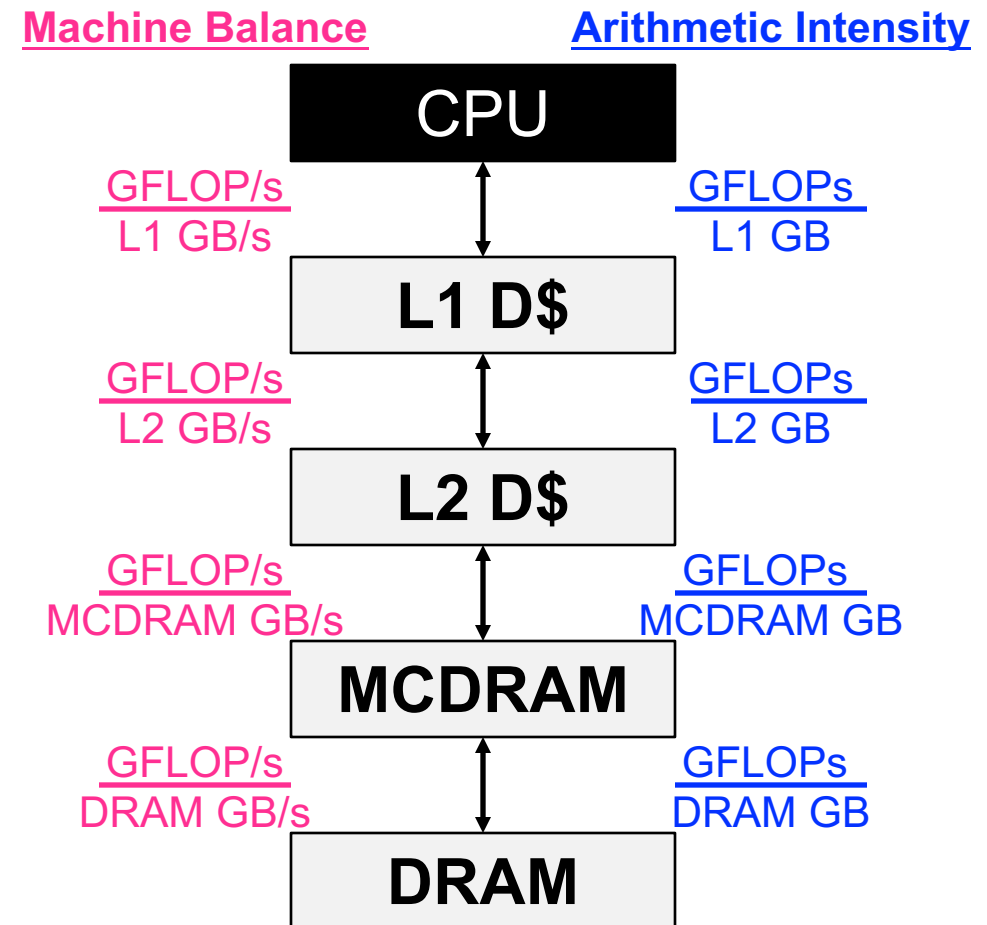 Machine Balance
Arithmetic Intensity
CPU
GFLOP/s
L1 GB/s
GFLOPs
L1 GB
L1 D$
GFLOP/s
L2 GB/s
GFLOPs
L2 GB
L2 D$
GFLOP/s
MCDRAM GB/s
GFLOPs
MCDRAM GB
MCDRAM
GFLOP/s
DRAM GB/s
GFLOPs
DRAM GB
DRAM